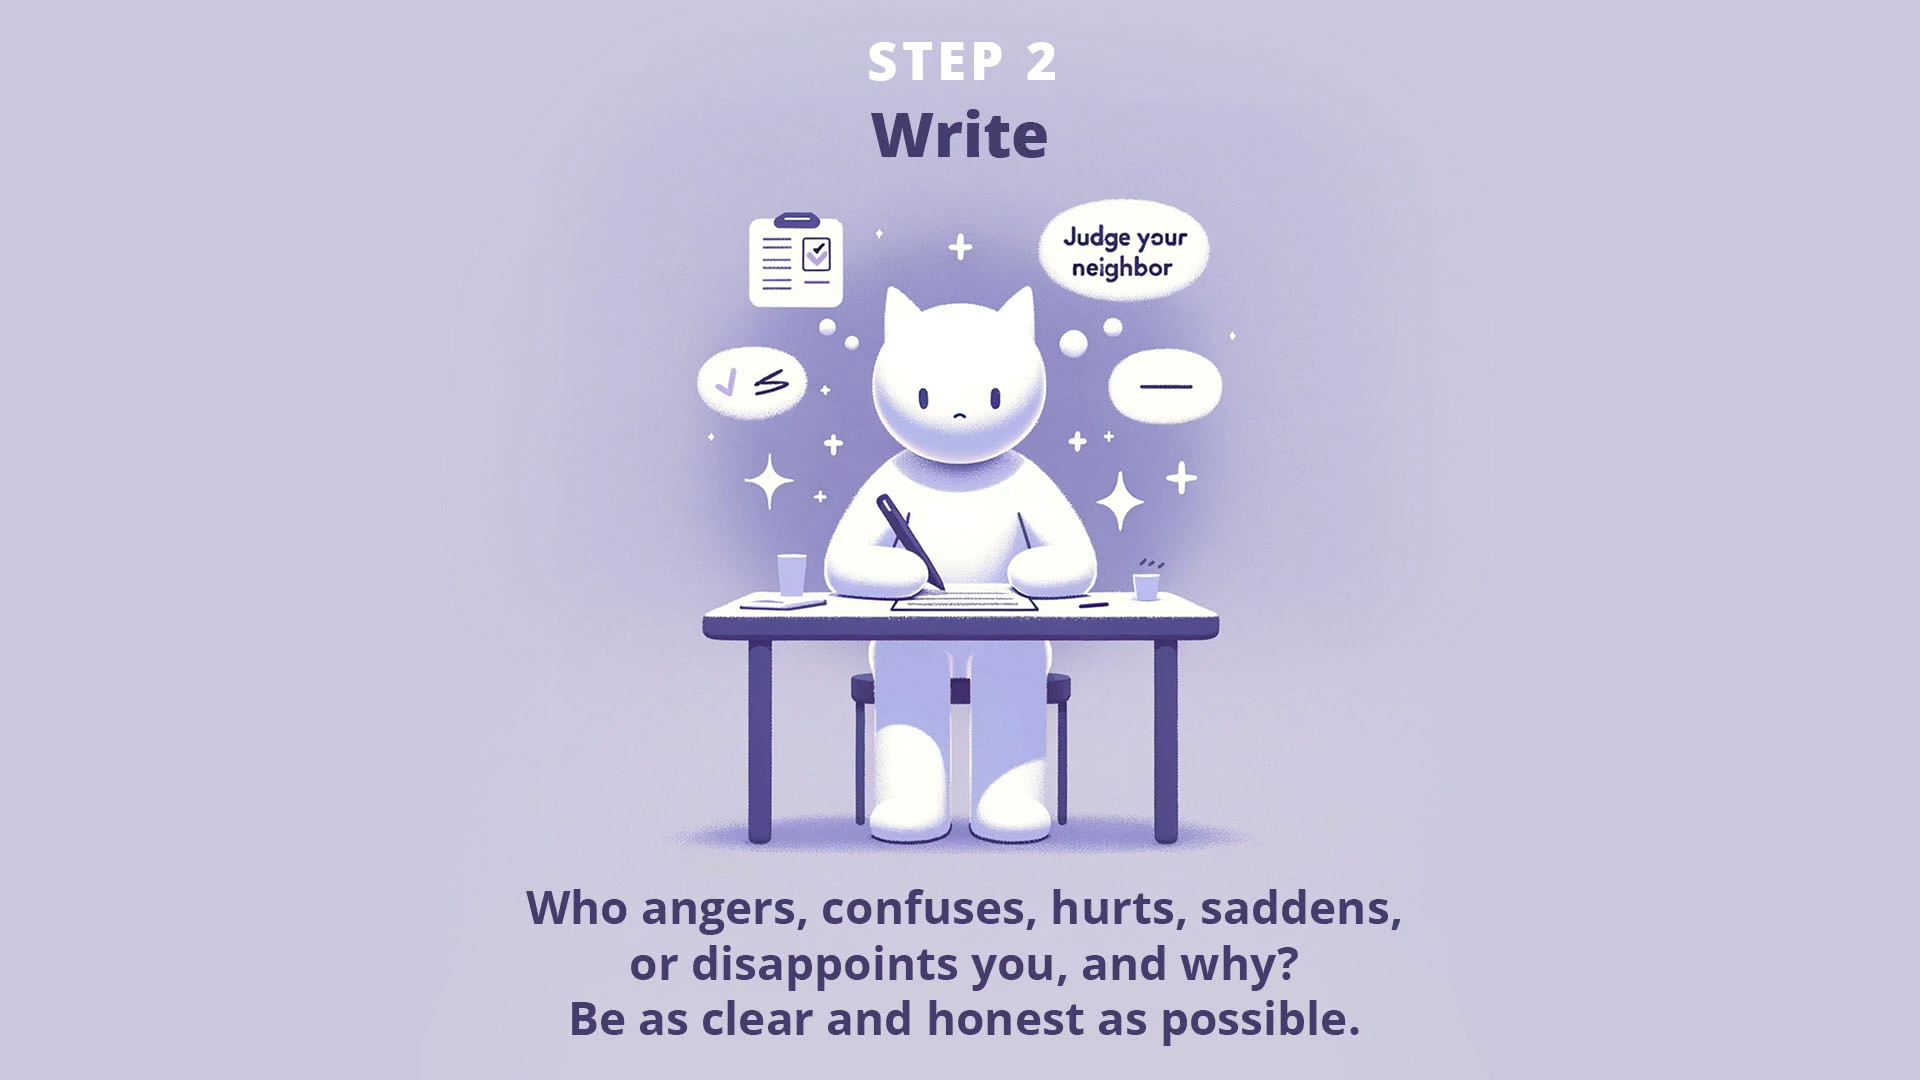 STEP 2
Write
Judge your
neighbor
Who angers, confuses, hurts, saddens,
or disappoints you, and why?
Be as clear and honest as possible.